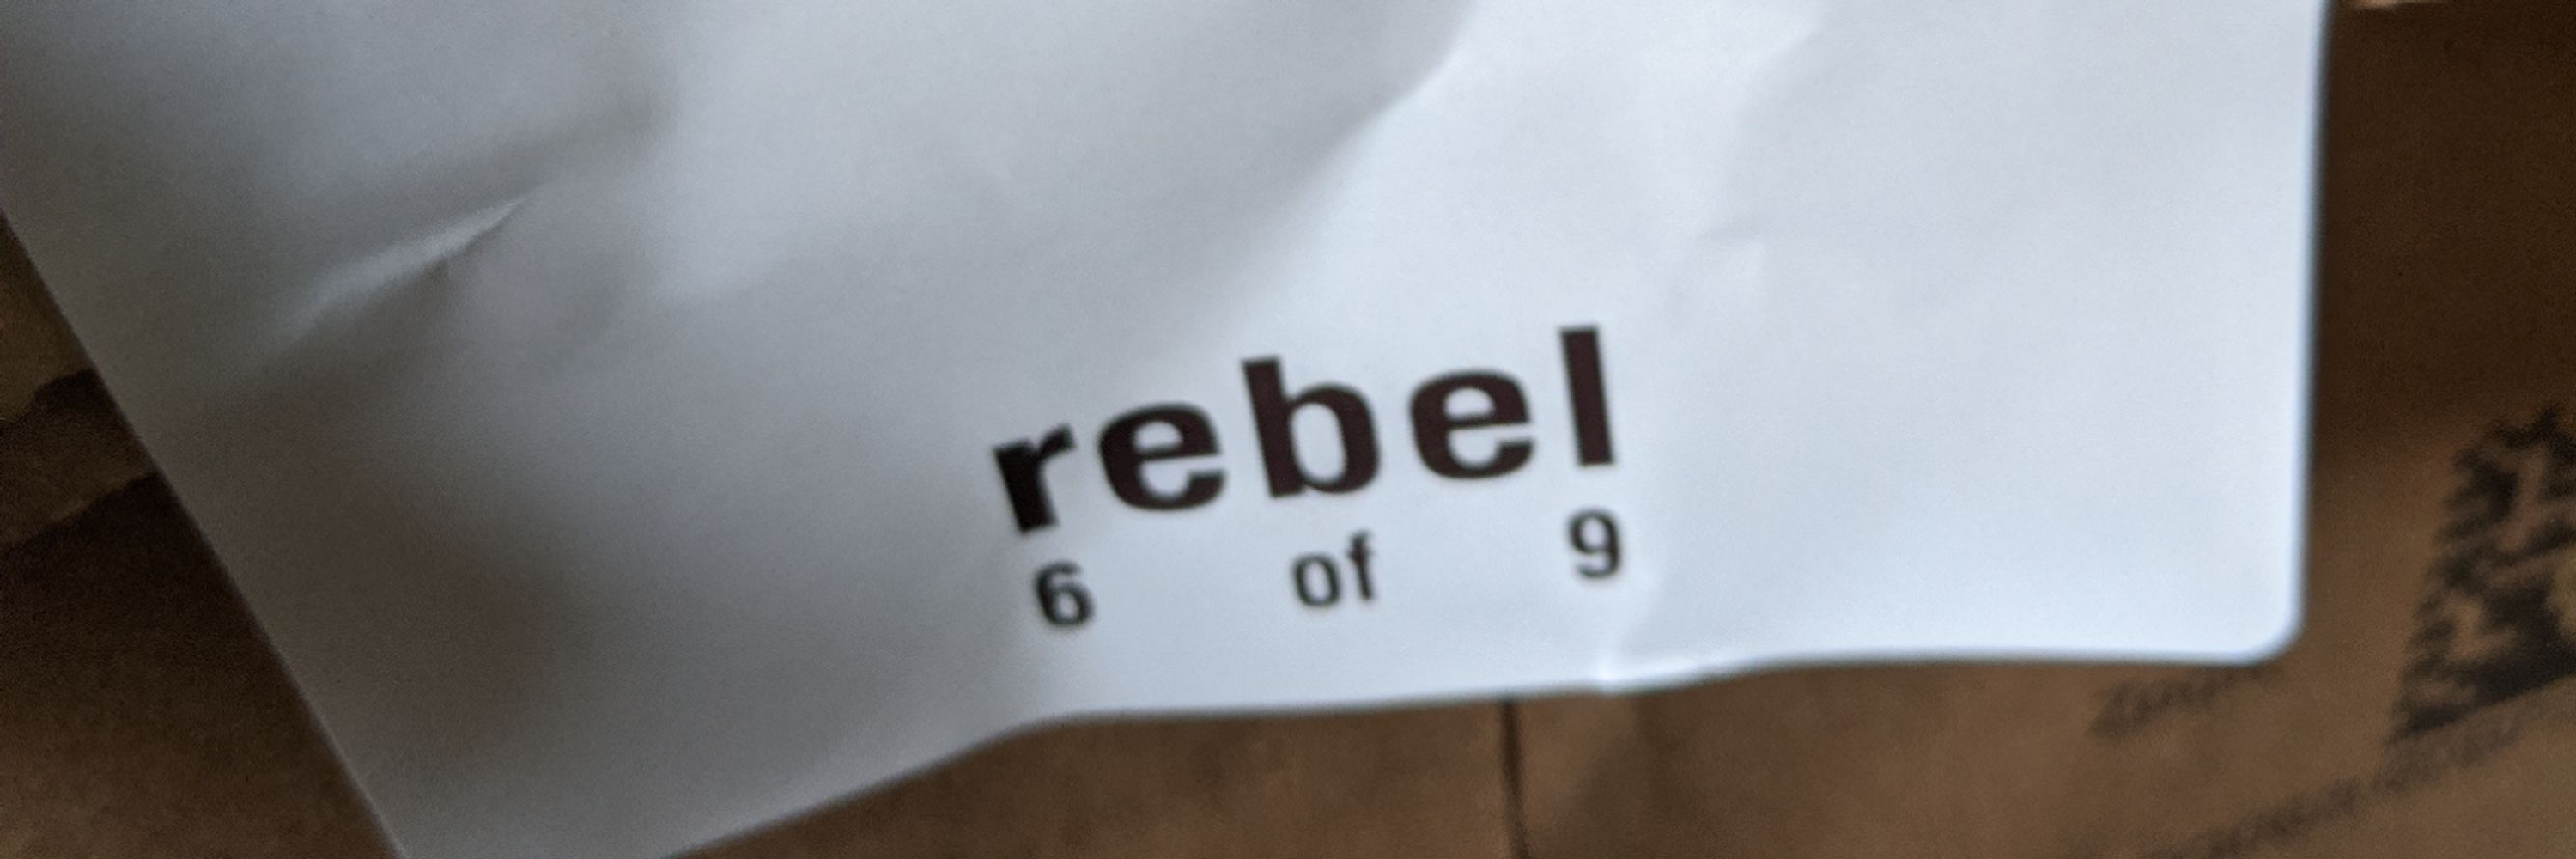 rebel
6 of 9